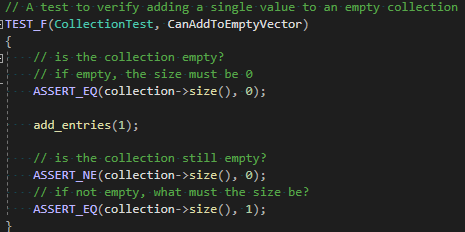 // A test to verify adding a single value to an empty collection
TEST_F(CollectionTest, CanAddToEmptyVector)
{
// is the collection empty?
// if empty, the size must be 0
ASSERT_EQ(collection->size(), 0);
add_entries(1);
// is the collection still empty?
ASSERT_NE(collection->size(), 0);
// if not empty, what must the size be?
ASSERT_EQ(collection->size(), 1);
}